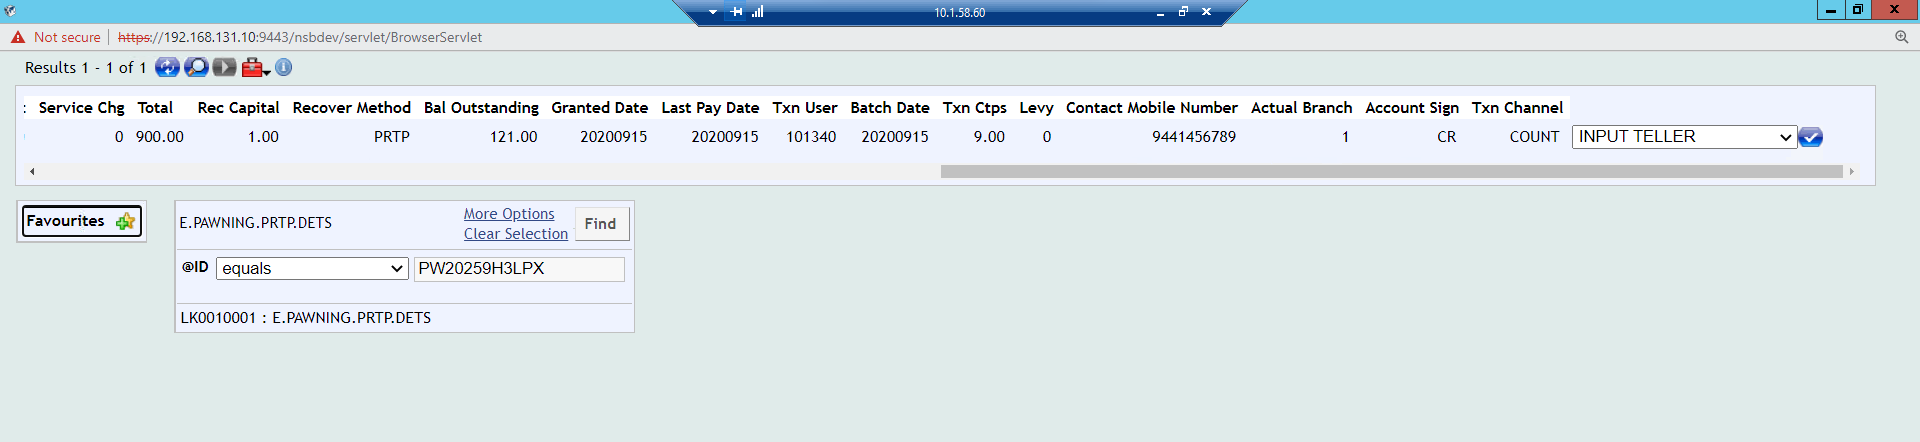 10.1.58.60
Not secure https://192.168.131.10:9443/nsbdev/servlet/BrowserServlet
Results 1 - 1 of 1
Service Chg Total Rec Capital Recover Method Bal Outstanding Granted Date Last Pay Date Txn User Batch Date Txn Ctps Levy Contact Mobile Number Actual Branch Account Sign Txn Channel
0 900.00 1.00 PRTP 121.00 20200915 20200915 101340 20200915 9.00 0 9441456789 1 CR COUNT INPUT TELLER
Favourites
E.PAWNING.PRTP.DETS
More Options
Clear Selection
Find
@ID equals PW20259H3LPX
LK0010001 : E.PAWNING.PRTP.DETS